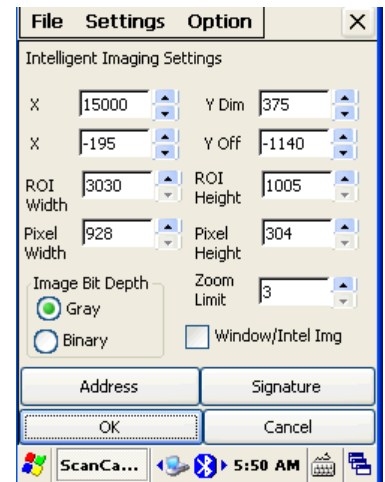 File Settings Option
Intelligent Imaging Settings
X 15000 Y Dim 375
X -195 Y Off -1140
ROI Width 3030 ROI Height 1005
Pixel Width 928 Pixel Height 304
Image Bit Depth Zoom Limit 3
Gray
Binary Window/Intel Img
Address Signature
OK Cancel
ScanCa... 5:50 AM